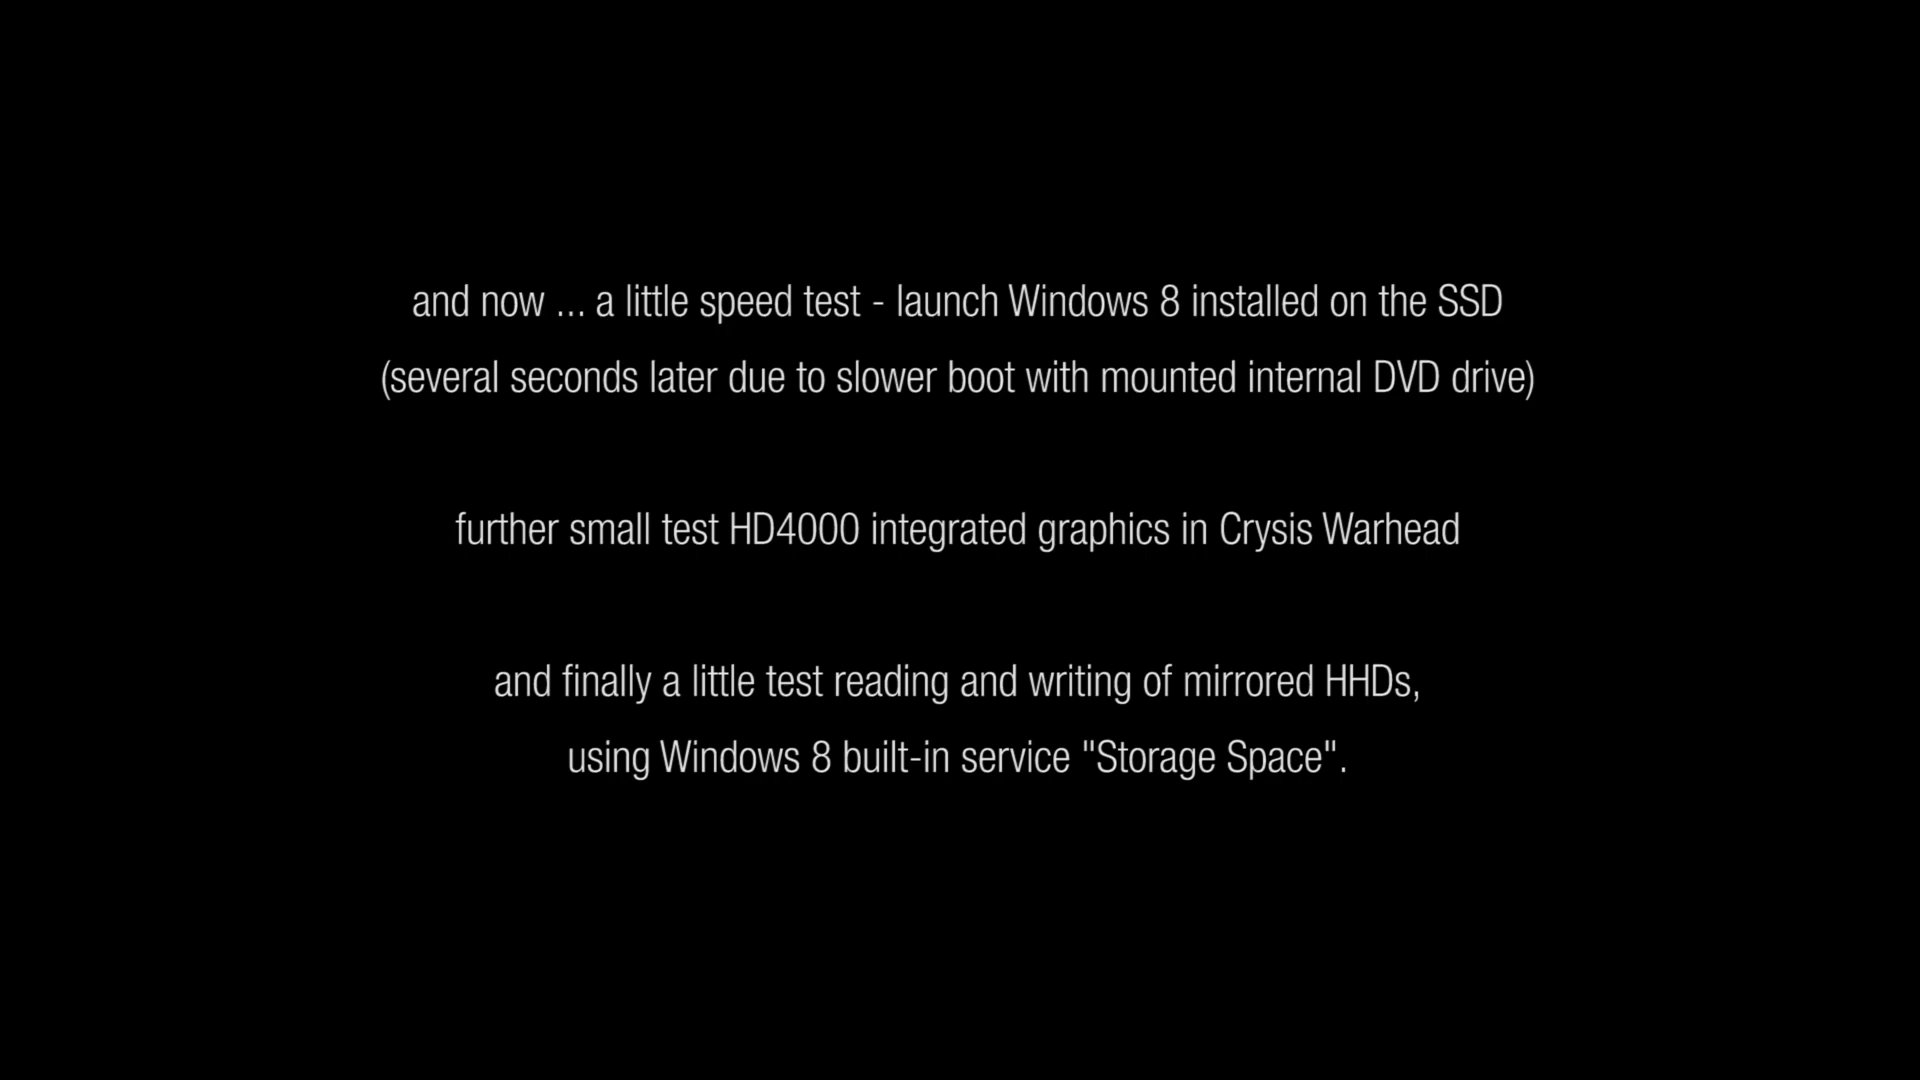 and now ... a little speed test - launch Windows 8 installed on the SSD
(several seconds later due to slower boot with mounted internal DVD drive)
further small test HD4000 integrated graphics in Crysis Warhead
and finally a little test reading and writing of mirrored HHDs,
using Windows 8 built-in service "Storage Space".